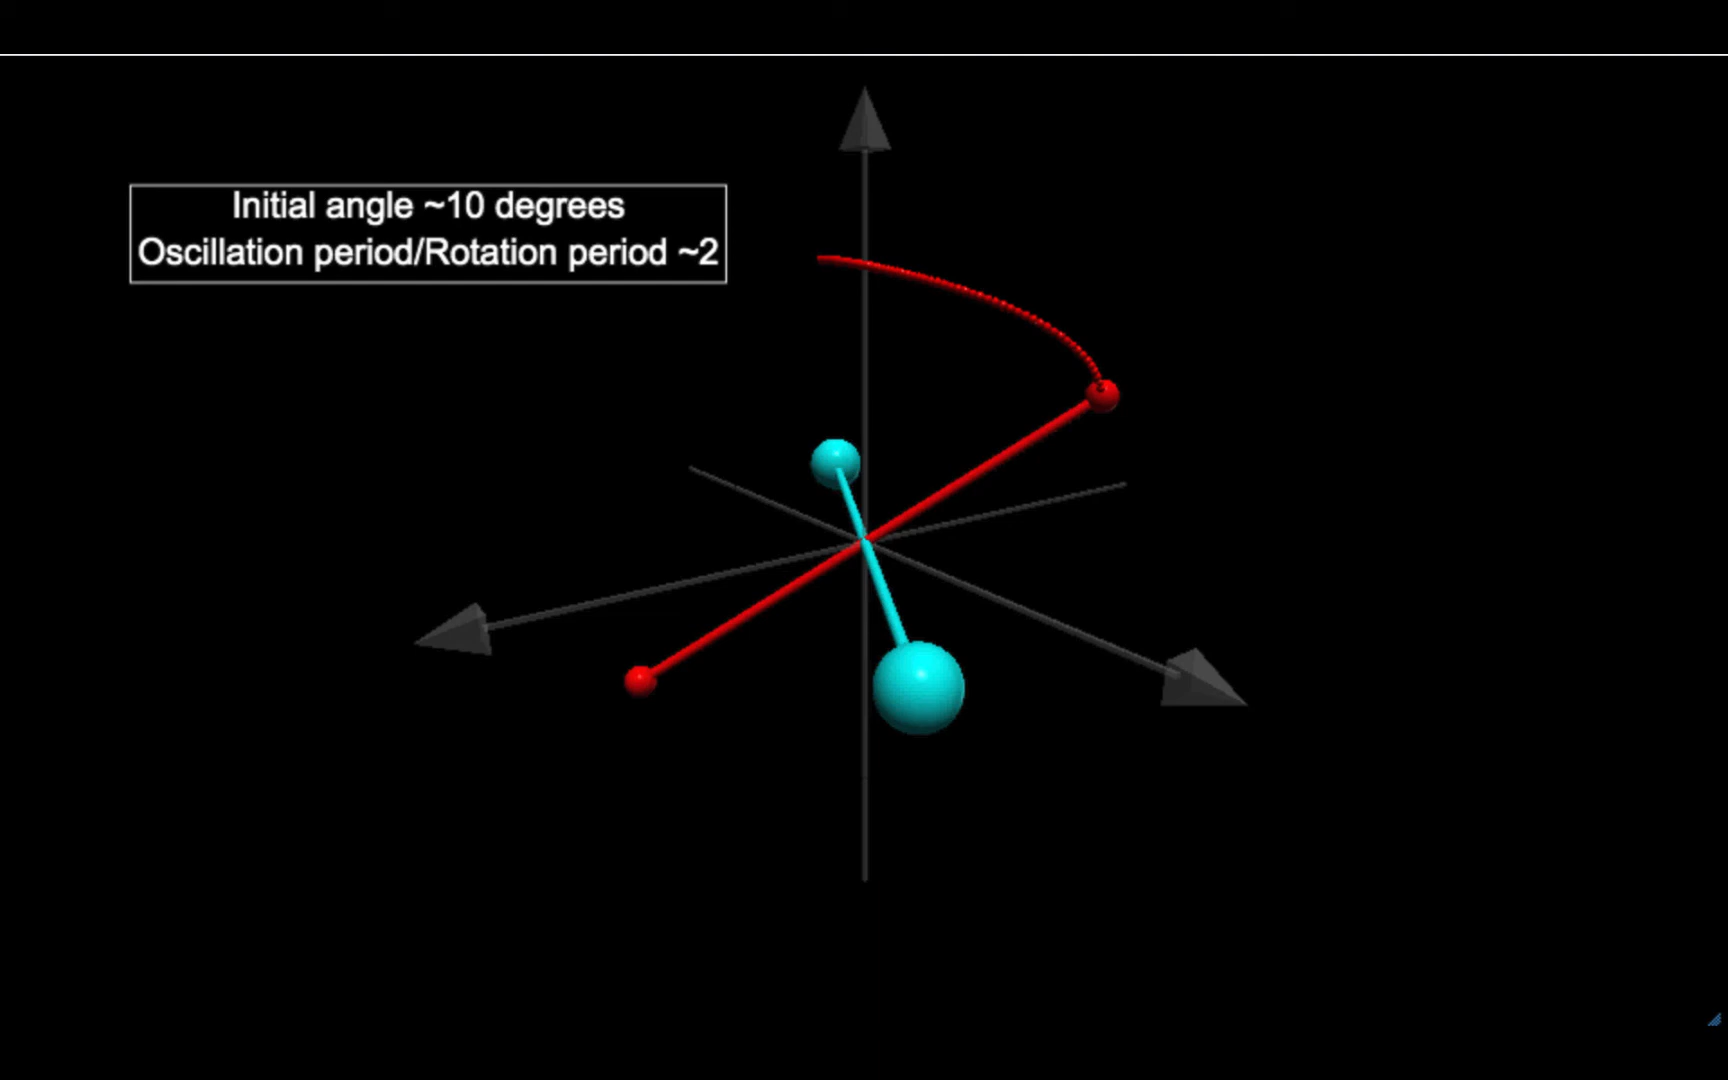 Initial angle ~10 degrees
Oscillation period/Rotation period ~2